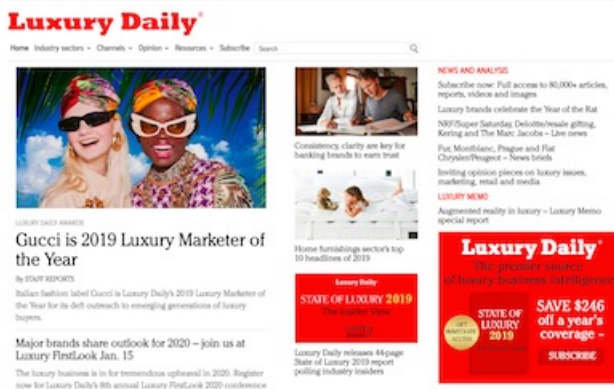 Luxury Daily®
Home Industry sectors Channels Opinion Resources Subscribe Search
LUXURY DAILY AWARDS
Gucci is 2019 Luxury Marketer of
the Year
By STAFF REPORTS
Italian fashion label Gucci is Luxury Daily's 2019 Luxury Marketer of
the Year for its deft outreach to emerging generations of luxury
buyers.
Major brands share outlook for 2020 – join us at
Luxury FirstLook Jan. 15
The luxury business is in for tremendous upheaval in 2020. Register
now for Luxury Daily's 8th annual Luxury FirstLook 2020 conference
Consistency, clarity are key for
banking brands to earn trust
Home furnishings sector's top
10 headlines of 2019
Luxury Daily
STATE OF LUXURY 2019
The Insider View
Luxury Daily releases 44-page
State of Luxury 2019 report
polling industry insiders
NEWS AND ANALYSIS
Subscribe now: Full access to 80,000+ articles,
reports, videos and images
Luxury brands celebrate the Year of the Rat
NRF/Super Saturday, Deloitte/resale gifting,
Kering and The Marc Jacobs – Live news
Fur, Montblanc, Prague and Fiat
Chrysler/Peugeot – News briefs
Inviting opinion pieces on luxury issues,
marketing, retail and media
LUXURY MEMO
Augmented reality in luxury – Luxury Memo
special report
Luxury Daily®
The premier source
of luxury business intelligence
GET
IMMEDIATE
ACCESS
STATE OF
LUXURY
2019
SAVE $246
off a year's
coverage –
SUBSCRIBE